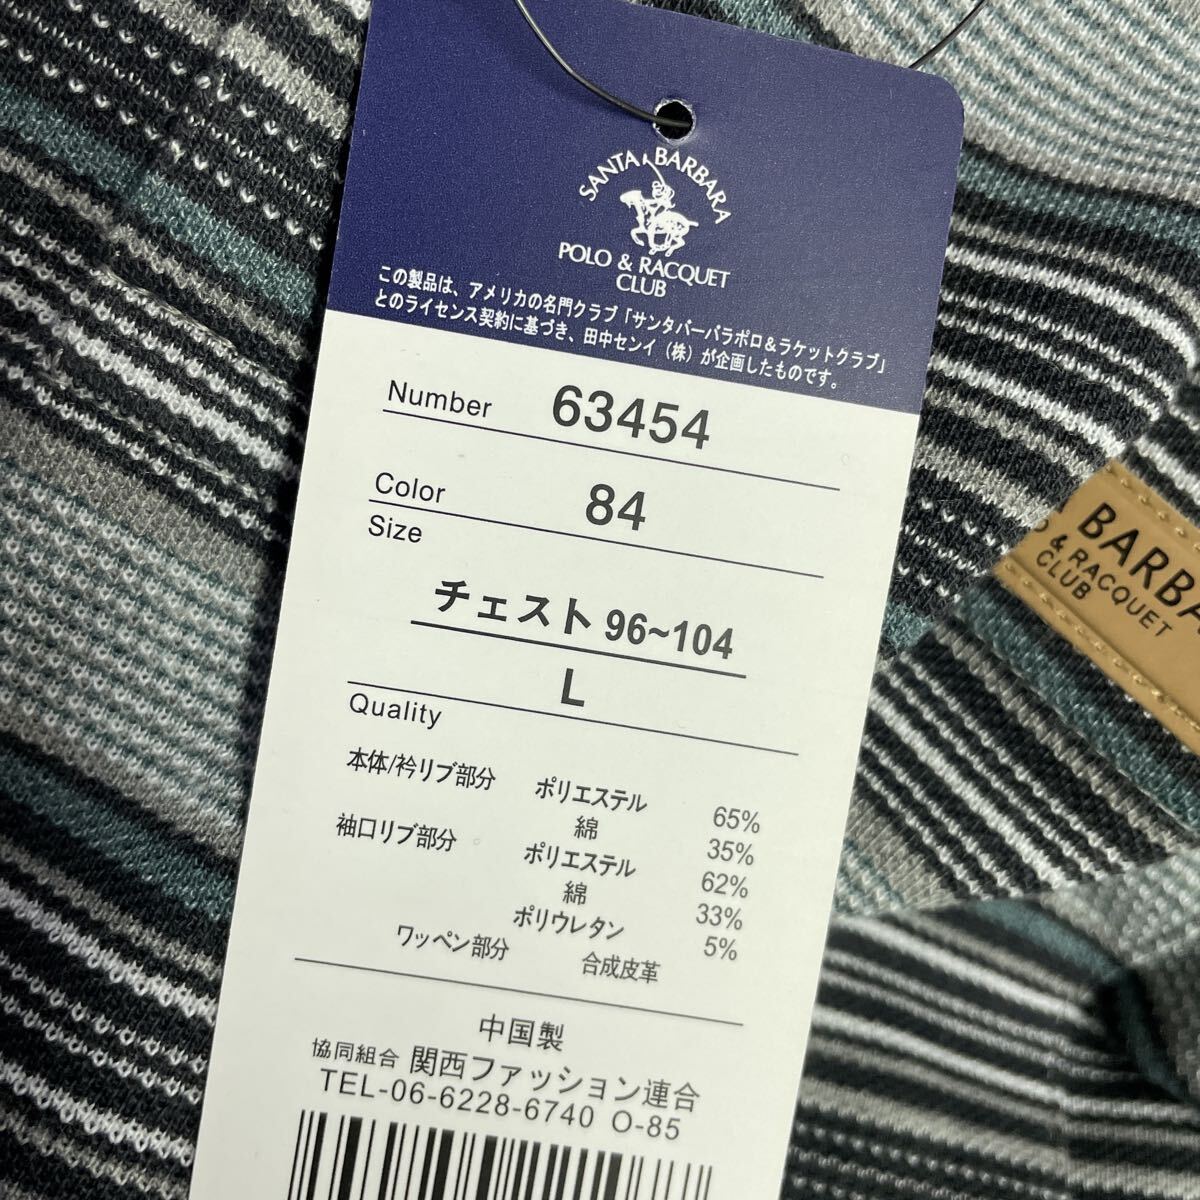 SANTA BARBARA
POLO & RACQUET
CLUB
この製品は、アメリカの名門クラブ「サンタバーバラポロ&ラケットクラブ」
とのライセンス契約に基づき、田中センイ(株)が企画したものです。
Number 63454
Color 84
Size
チェスト 96~104
L
Quality
本体/衿リブ部分 ポリエステル 65%
綿 35%
袖口リブ部分 ポリエステル 62%
綿 33%
ポリウレタン 5%
ワッペン部分 合成皮革
中国製
協同組合 関西ファッション連合
TEL-06-6228-6740 O-85
BARBA
& RACQUET
CLUB